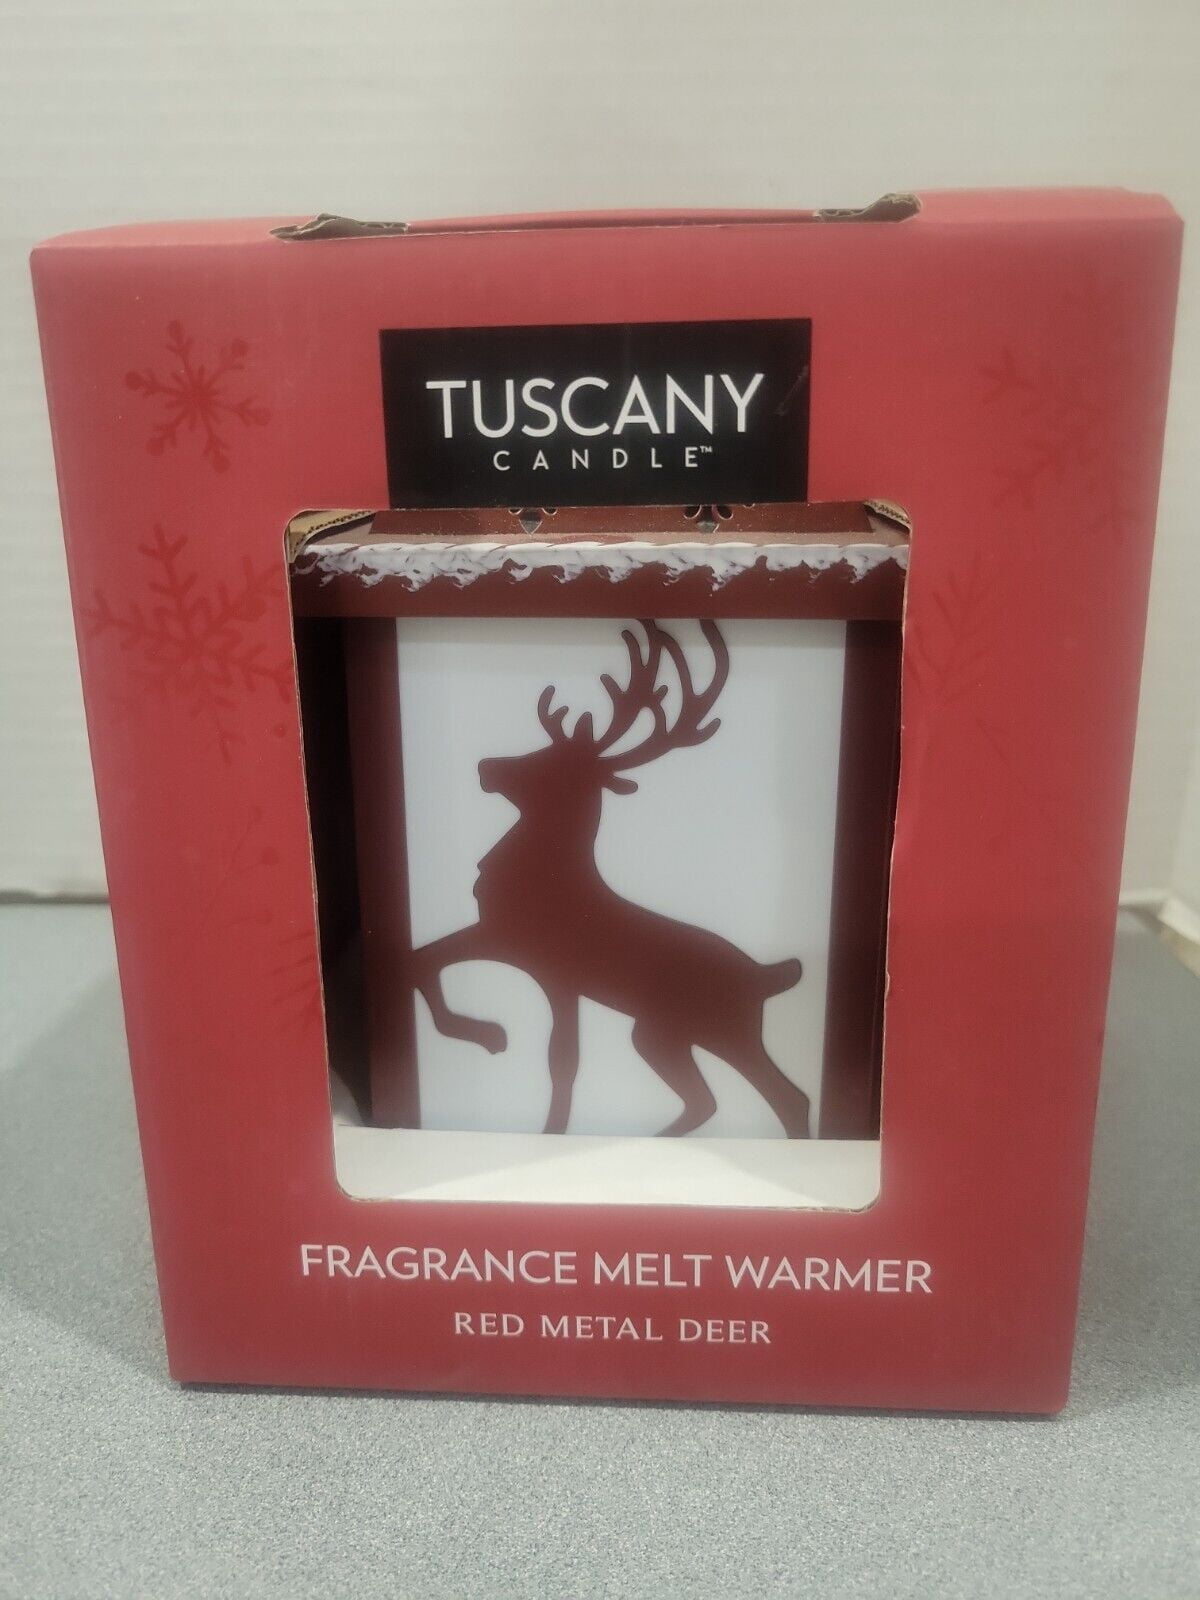 TUSCANY
CANDLE™
FRAGRANCE MELT WARMER
RED METAL DEER